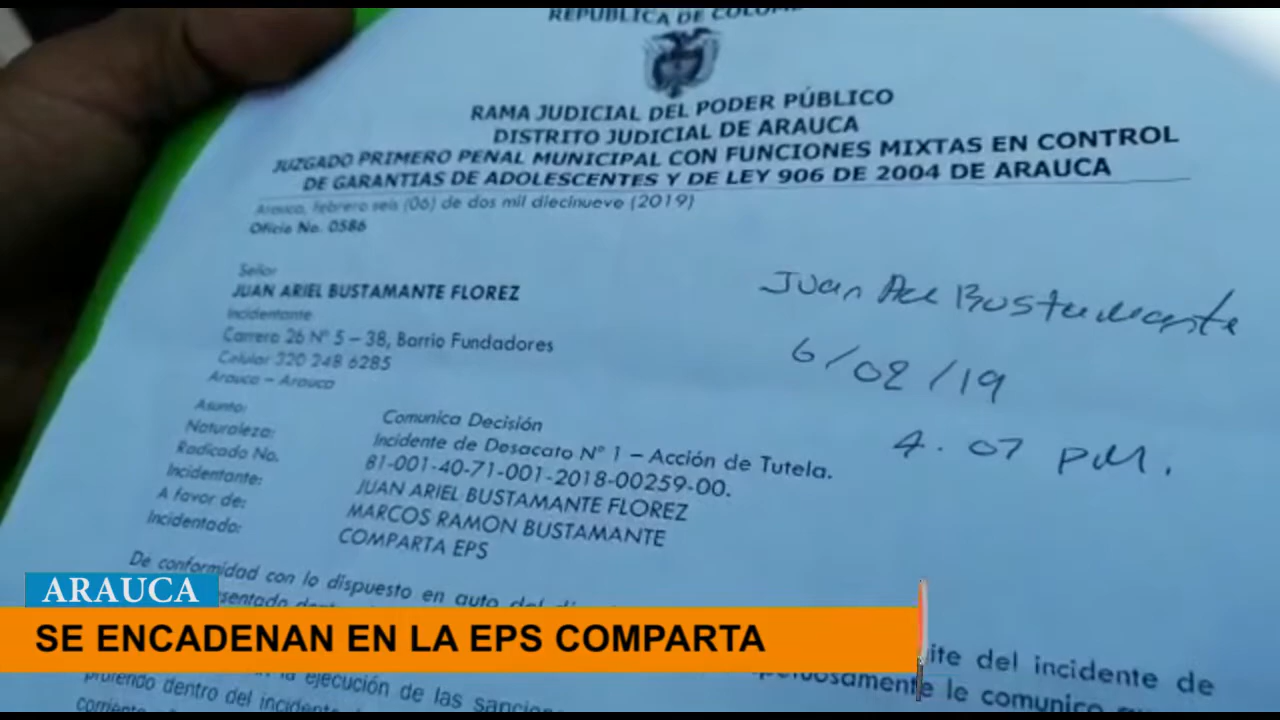 REPÚBLICA DE
RAMA JUDICIAL DEL PODER PÚBLICO
DISTRITO JUDICIAL DE ARAUCA
JUZGADO PRIMERO PENAL MUNICIPAL CON FUNCIONES MIXTAS EN CONTROL
DE GARANTIAS DE ADOLESCENTES Y DE LEY 906 DE 2004 DE ARAUCA
Arauca, febrero seis (06) de dos mil diecinueve (2019)
Oficio No. 0586
Señor
JUAN ARIEL BUSTAMANTE FLOREZ
Incidentante
Carrera 26 Nº 5 – 38, Barrio Fundadores
Celular 320 248 6285
Arauca – Arauca
Juan Bustamante
6/02/19
4.07 PM.
Asunto: Comunica Decisión
Naturaleza: Incidente de Desacato Nº 1 – Acción de Tutela.
Radicado No. 81-001-40-71-001-2018-00259-00.
Incidentante: JUAN ARIEL BUSTAMANTE FLOREZ
A favor de: MARCOS RAMON BUSTAMANTE
Incidentado: COMPARTA EPS
De conformidad con lo dispuesto en auto del
ARAUCA
SE ENCADENAN EN LA EPS COMPARTA
del incidente de
la ejecución de las le comunico
dentro del